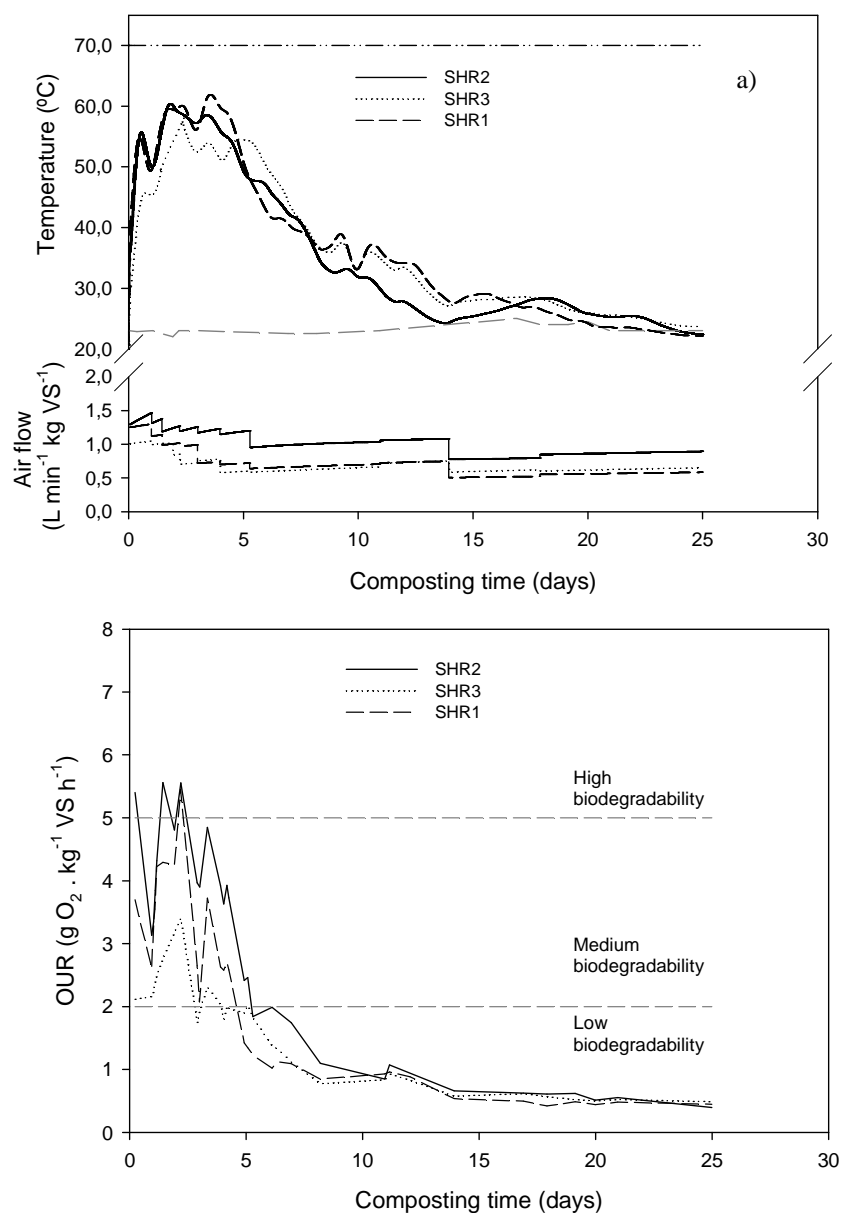 70,0
60,0
50,0
40,0
30,0
20,0
Temperature (ºC)
SHR2
SHR3
SHR1
a)
2,0
1,5
1,0
0,5
0,0
Air flow
(L min⁻¹ kg VS⁻¹)
0 5 10 15 20 25 30
Composting time (days)
8
7
6
5
4
3
2
1
0
OUR (g O₂ . kg⁻¹ VS h⁻¹)
SHR2
SHR3
SHR1
High
biodegradability
Medium
biodegradability
Low
biodegradability
0 5 10 15 20 25 30
Composting time (days)